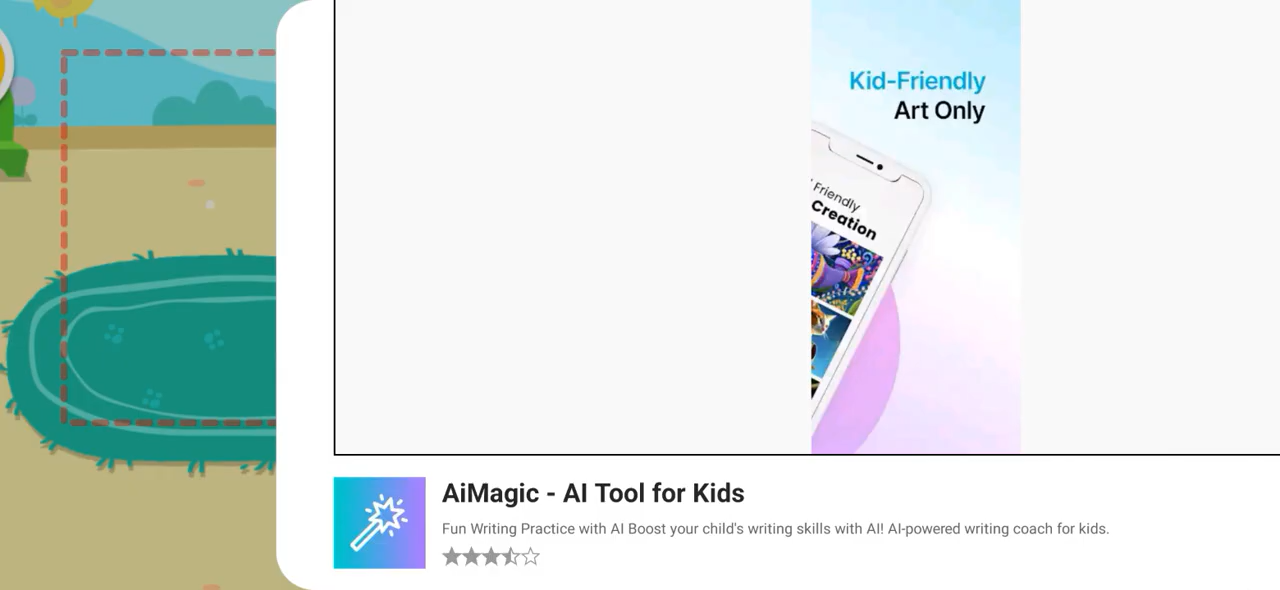 Kid-Friendly
Art Only
Friendly
Creation
AiMagic - AI Tool for Kids
Fun Writing Practice with AI Boost your child's writing skills with AI! AI-powered writing coach for kids.